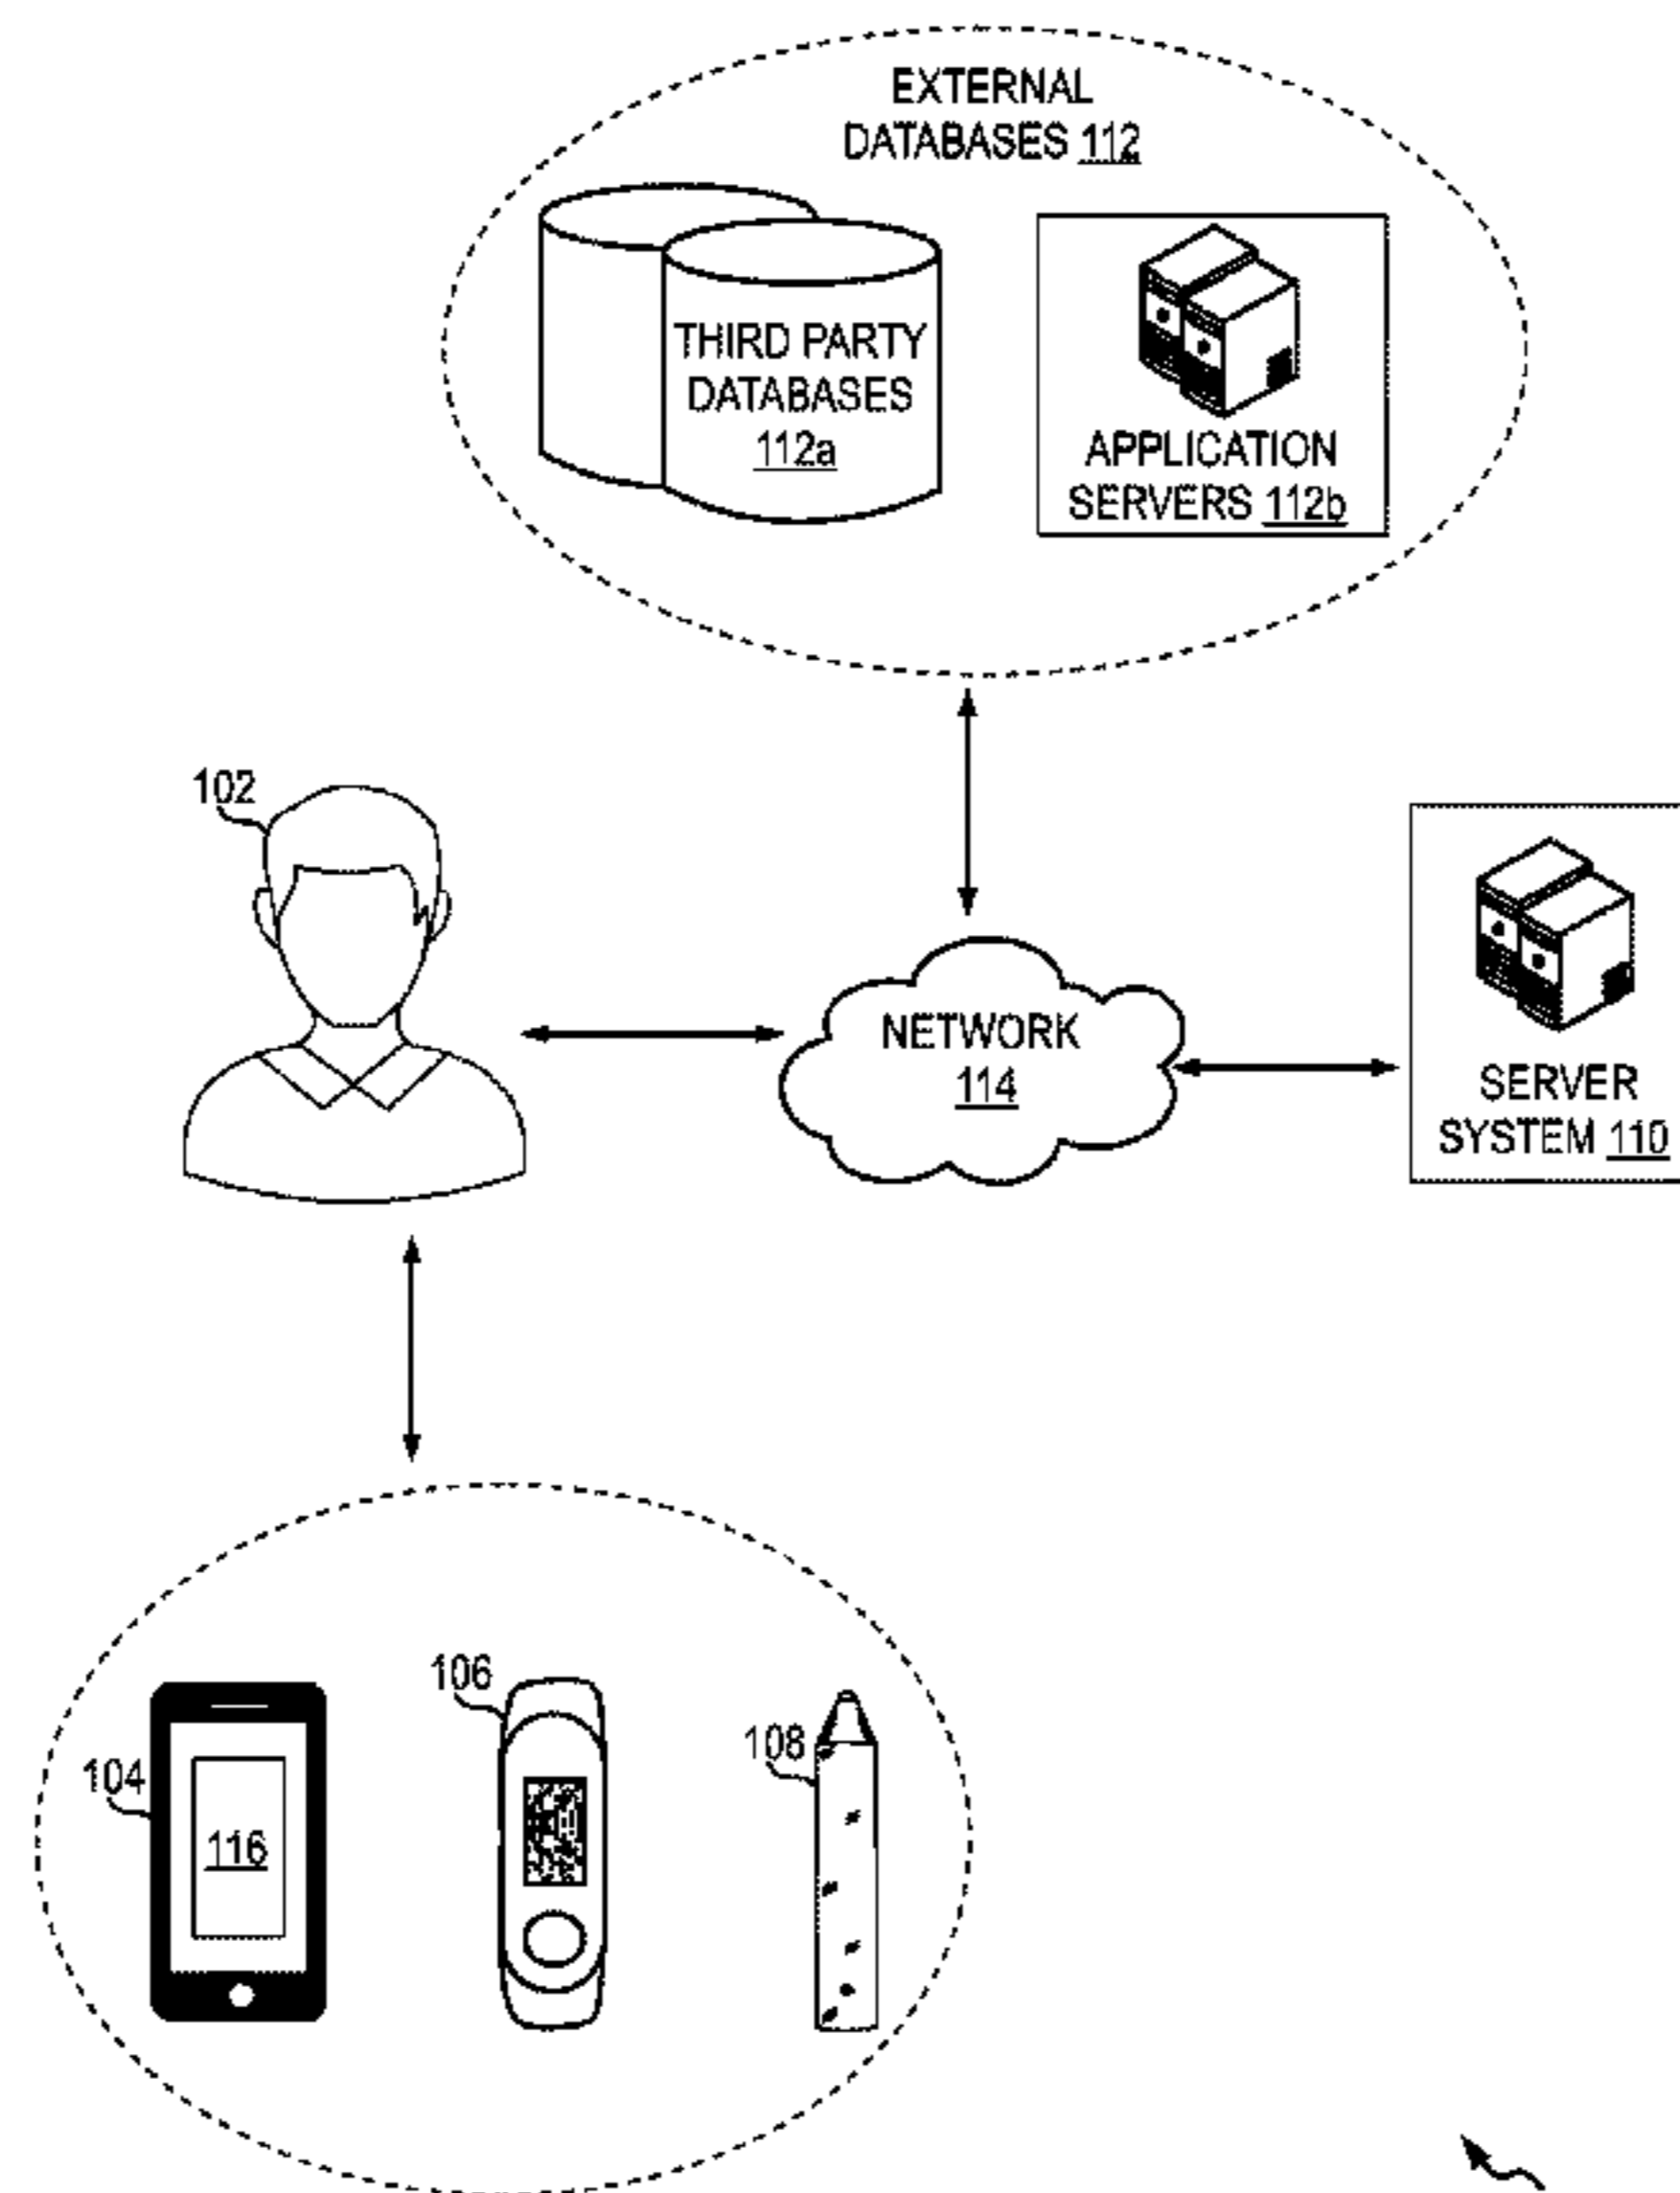 EXTERNAL
DATABASES 112
THIRD PARTY
DATABASES
112a
APPLICATION
SERVERS 112b
102
NETWORK
114
SERVER
SYSTEM 110
106
108
104
116